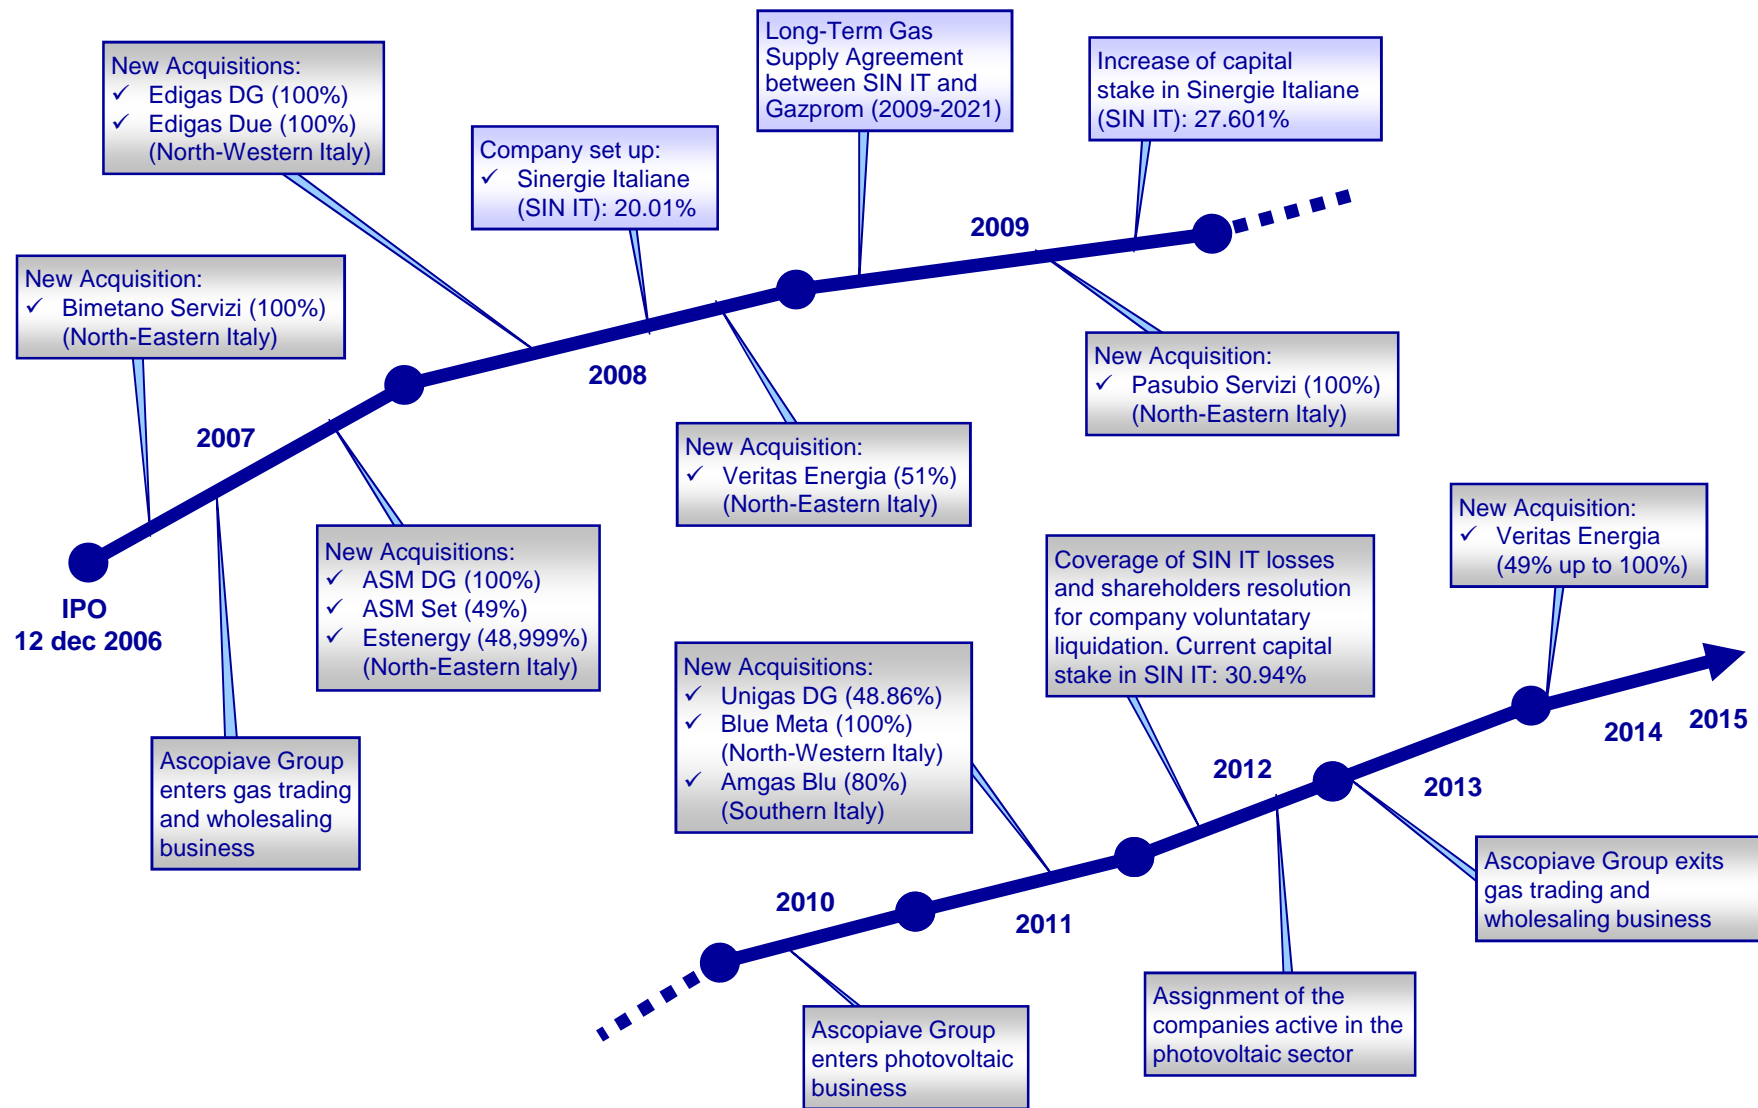 New Acquisitions:
✓ Edigas DG (100%)
✓ Edigas Due (100%)
(North-Western Italy)
Long-Term Gas
Supply Agreement
between SIN IT and
Gazprom (2009-2021)
Increase of capital
stake in Sinergie Italiane
(SIN IT): 27.601%
Company set up:
✓ Sinergie Italiane
(SIN IT): 20.01%
2009
New Acquisition:
✓ Bimetano Servizi (100%)
(North-Eastern Italy)
2008
New Acquisition:
✓ Pasubio Servizi (100%)
(North-Eastern Italy)
2007
New Acquisition:
✓ Veritas Energia (51%)
(North-Eastern Italy)
IPO
12 dec 2006
New Acquisitions:
✓ ASM DG (100%)
✓ ASM Set (49%)
✓ Estenergy (48,999%)
(North-Eastern Italy)
Ascopiave Group
enters gas trading
and wholesaling
business
New Acquisition:
✓ Veritas Energia
(49% up to 100%)
Coverage of SIN IT losses
and shareholders resolution
for company voluntatary
liquidation. Current capital
stake in SIN IT: 30.94%
New Acquisitions:
✓ Unigas DG (48.86%)
✓ Blue Meta (100%)
(North-Western Italy)
✓ Amgas Blu (80%)
(Southern Italy)
2010
2011
2012
2013
2014
2015
Ascopiave Group exits
gas trading and
wholesaling business
Ascopiave Group
enters photovoltaic
business
Assignment of the
companies active in the
photovoltaic sector